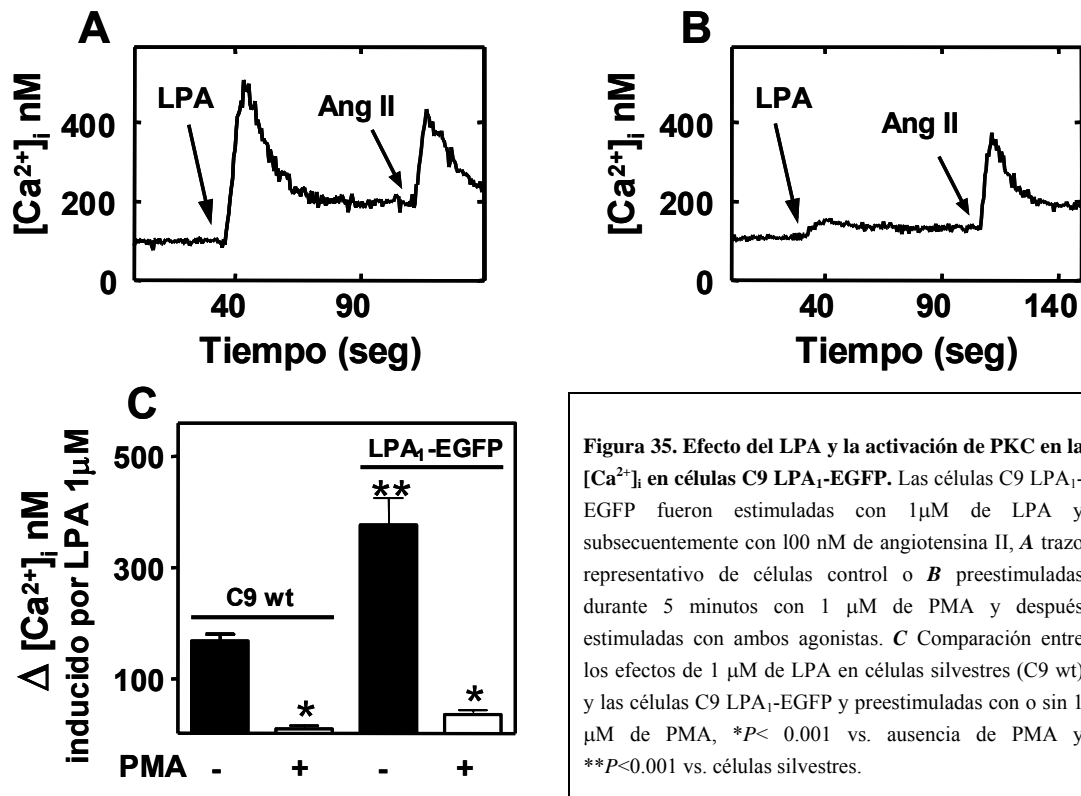 A
[Ca²⁺]ᵢ nM
400
200
0
LPA
Ang II
40
90
Tiempo (seg)
B
[Ca²⁺]ᵢ nM
400
200
0
LPA
Ang II
40
90
140
Tiempo (seg)
C
Δ [Ca²⁺]ᵢ nM
inducido por LPA 1μM
500
300
100
C9 wt
LPA₁-EGFP
*
**
*
PMA - + - +
Figura 35. Efecto del LPA y la activación de PKC en la
[Ca²⁺]ᵢ en células C9 LPA₁-EGFP. Las células C9 LPA₁-
EGFP fueron estimuladas con 1μM de LPA y
subsecuentemente con l00 nM de angiotensina II, A trazo
representativo de células control o B preestimuladas
durante 5 minutos con 1 μM de PMA y después
estimuladas con ambos agonistas. C Comparación entre
los efectos de 1 μM de LPA en células silvestres (C9 wt)
y las células C9 LPA₁-EGFP y preestimuladas con o sin 1
μM de PMA, *P< 0.001 vs. ausencia de PMA y
**P<0.001 vs. células silvestres.